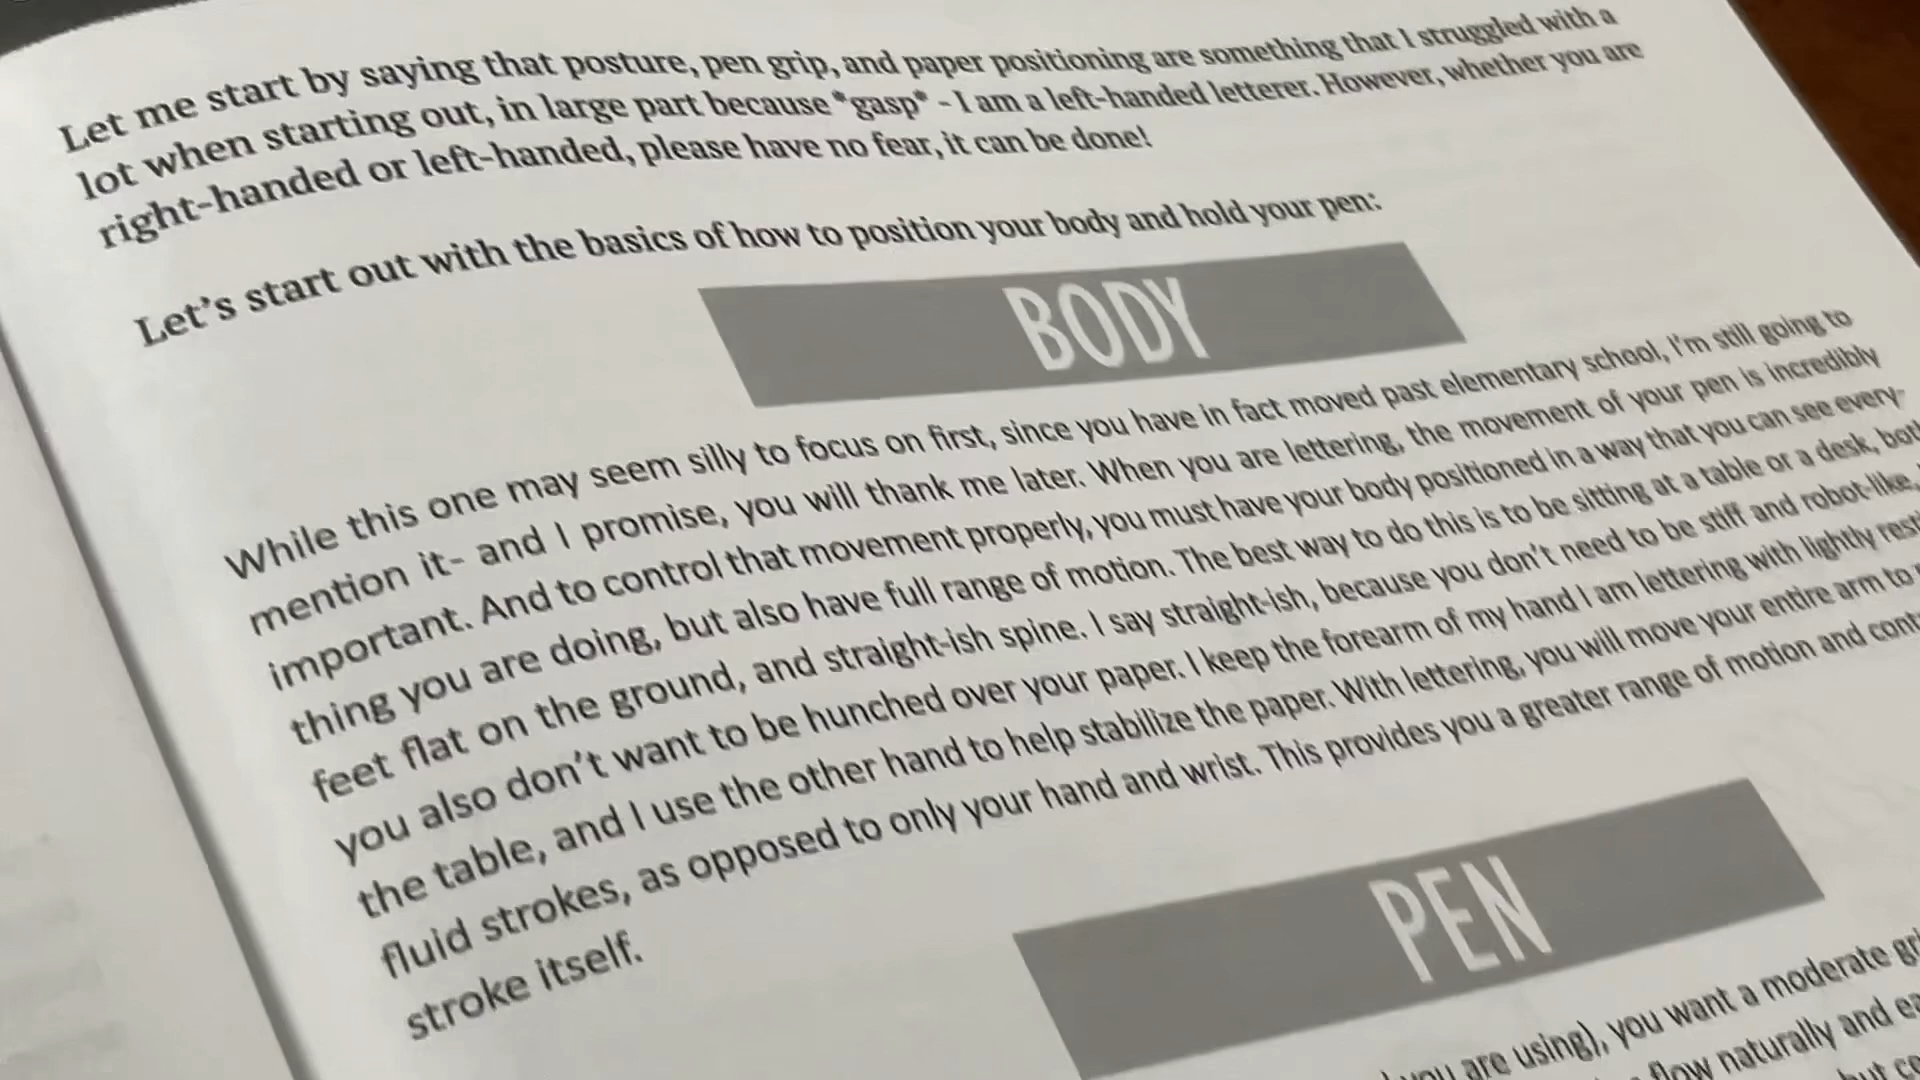 Let me start by saying that posture, pen grip, and paper positioning are something that I struggled with a
lot when starting out, in large part because *gasp* - I am a left-handed letterer. However, whether you are
right-handed or left-handed, please have no fear, it can be done!
Let's start out with the basics of how to position your body and hold your pen:
BODY
While this one may seem silly to focus on first, since you have in fact moved past elementary school, I'm still going to
mention it- and I promise, you will thank me later. When you are lettering, the movement of your pen is incredibly
important. And to control that movement properly, you must have your body positioned in a way that you can see every-
thing you are doing, but also have full range of motion. The best way to do this is to be sitting at a table or a desk,
feet flat on the ground, and straight-ish spine. I say straight-ish, because you don't need to be stiff and robot-like,
you also don't want to be hunched over your paper. I keep the forearm of my hand I am lettering with lightly
the table, and I use the other hand to help stabilize the paper. With lettering, you will move your entire arm to
fluid strokes, as opposed to only your hand and wrist. This provides you a greater range of motion and
stroke itself.
PEN
you are using), you want a moderate
flow naturally and
but